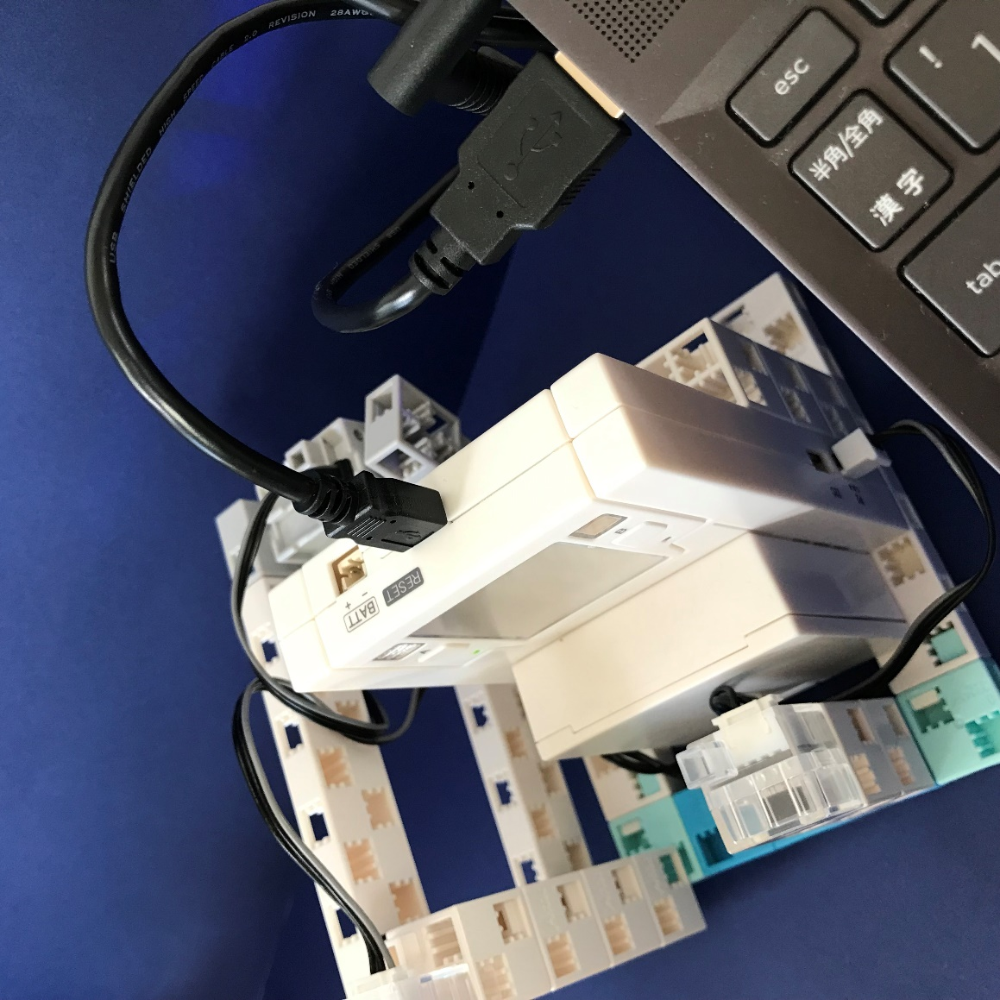 USB SHIELDED HIGH SPEED CABLE 2.0 REVISION 28AWG
esc
!
1
半角/全角
漢字
tab
RESET
BATT
- +